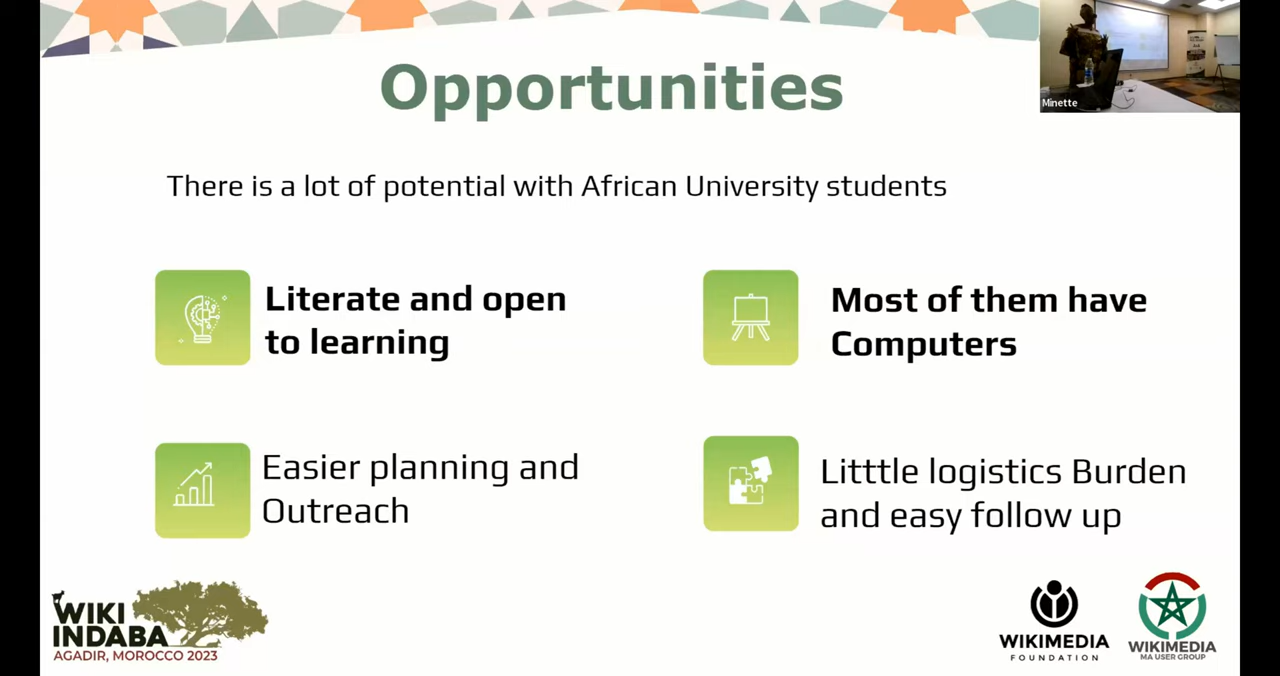 Opportunities
Minette
There is a lot of potential with African University students
Literate and open
to learning
Most of them have
Computers
Easier planning and
Outreach
Litttle logistics Burden
and easy follow up
WIKI
INDABA
AGADIR, MOROCCO 2023
WIKIMEDIA
FOUNDATION
WIKIMEDIA
MA USER GROUP